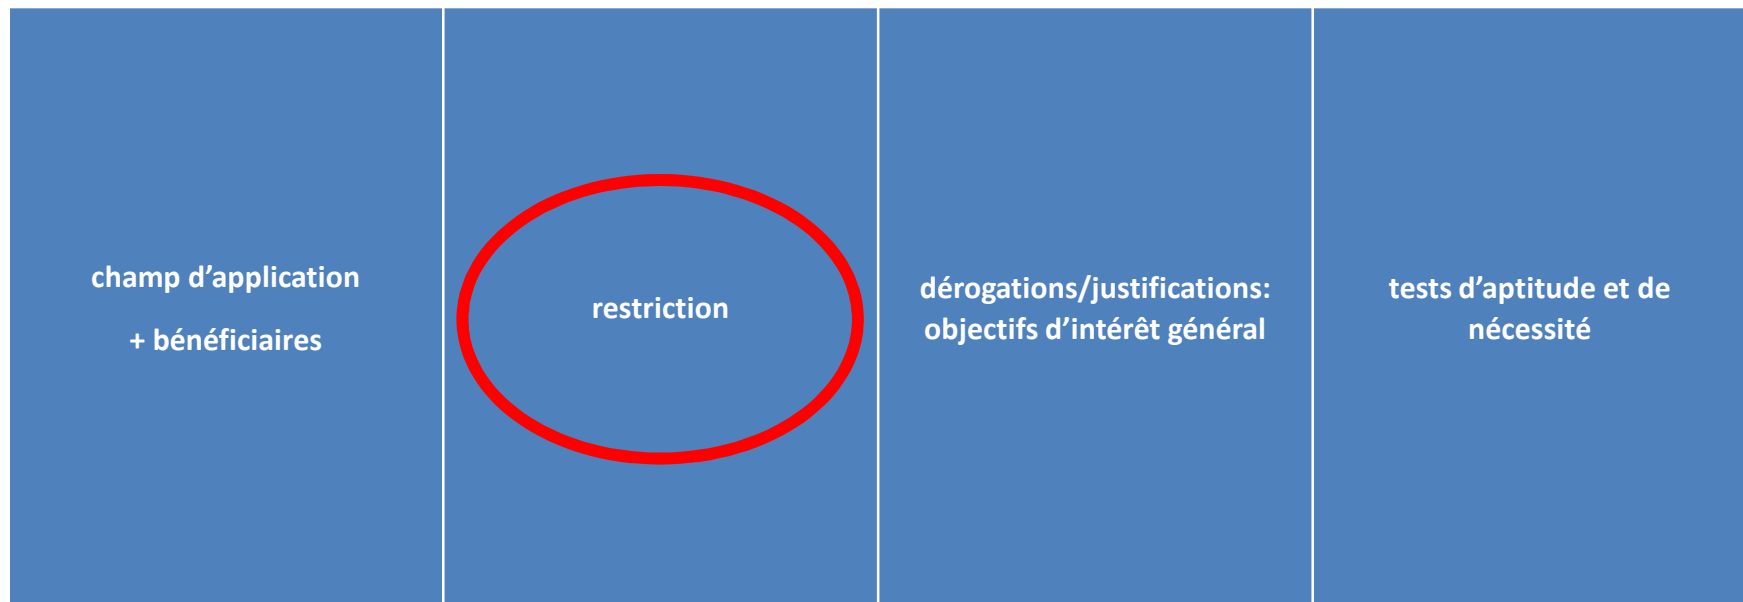 champ d’application
+ bénéficiaires
restriction
dérogations/justifications:
objectifs d’intérêt général
tests d’aptitude et de
nécessité